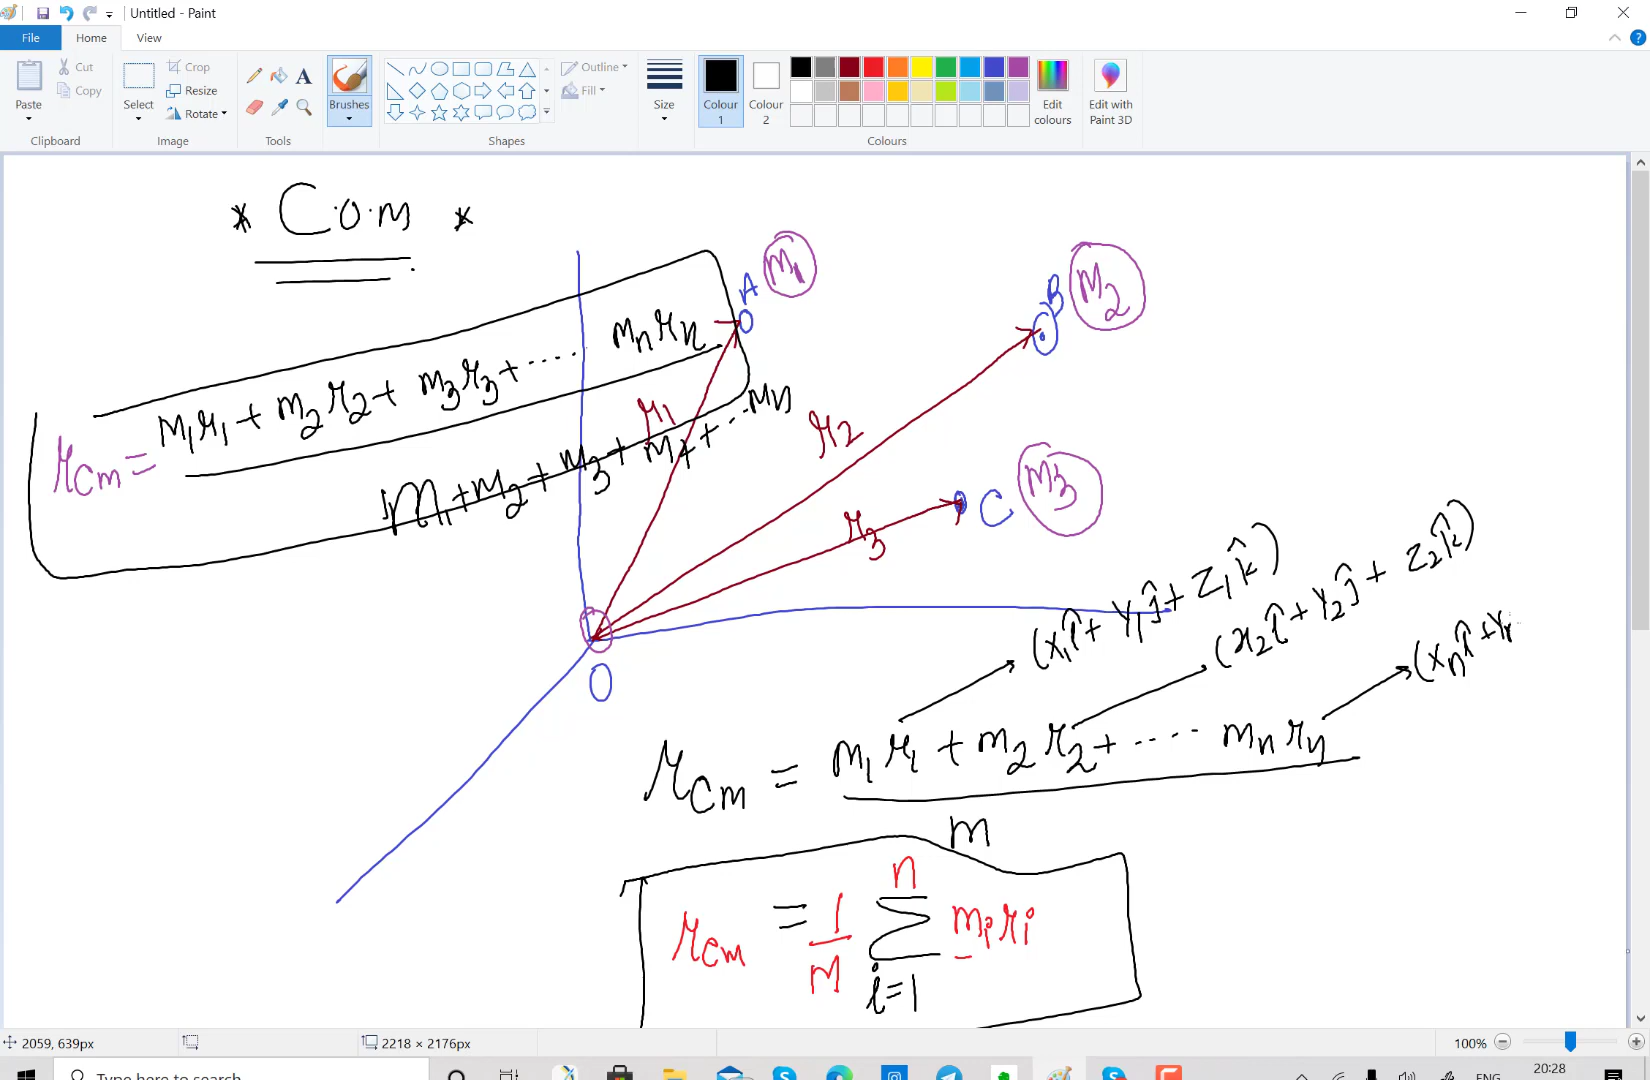 Untitled - Paint
File Home View
Paste
Cut
Copy
Clipboard
Select
Crop
Resize
Rotate
Image
Tools
Brushes
Shapes
Outline
Fill
Size
Colour 1
Colour 2
Edit colours
Colours
Edit with Paint 3D
* C.O.M *
A M1
B M2
C M3
r1
r2
r3
O
rcm = m1r1 + m2r2 + m3r3 + .... mnrn
m1 + m2 + m3 + m4 + ...mn
(x1î + y1ĵ + z1k̂)
(x2î + y2ĵ + z2k̂)
(xnî + y
rcm = m1r1 + m2r2 + .... mnrn
m
rcm = 1/M n Σ i=1 miri
2059, 639px
2218 × 2176px
100%
Type here to search
20:28